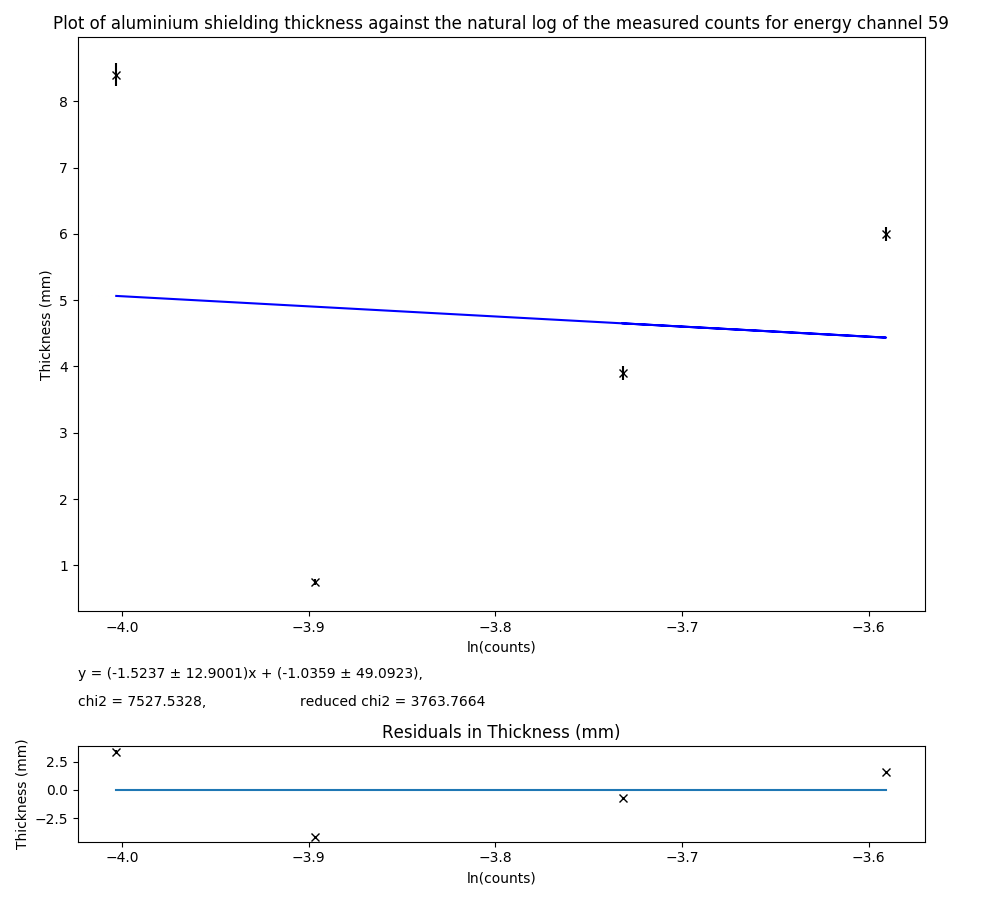 Plot of aluminium shielding thickness against the natural log of the measured counts for energy channel 59
8
7
6
5
4
3
2
1
Thickness (mm)
−4.0 −3.9 −3.8 −3.7 −3.6
ln(counts)
y = (-1.5237 ± 12.9001)x + (-1.0359 ± 49.0923),
chi2 = 7527.5328, reduced chi2 = 3763.7664
Residuals in Thickness (mm)
2.5
0.0
−2.5
Thickness (mm)
−4.0 −3.9 −3.8 −3.7 −3.6
ln(counts)